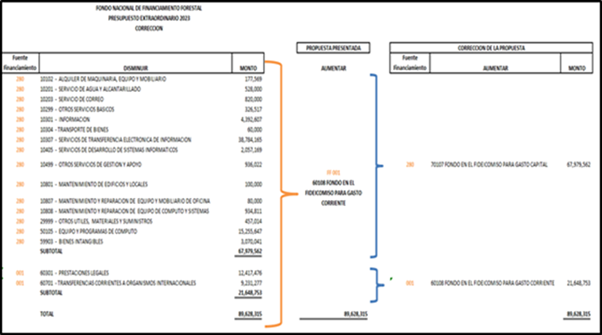 FONDO NACIONAL DE FINANCIAMIENTO FORESTAL
PRESUPUESTO EXTRAORDINARIO 2023
CORRECCION
PROPUESTA PRESENTADA
CORRECCION DE LA PROPUESTA
Fuente Financiamiento DISMINUIR MONTO AUMENTAR Fuente Financiamiento AUMENTAR MONTO
280 10102 - ALQUILER DE MAQUINARIA, EQUIPO Y MOBILIARIO 177,569
280 10201 - SERVICIO DE AGUA Y ALCANTARILLADO 528,000
280 10203 - SERVICIO DE CORREO 820,000
280 10299 - OTROS SERVICIOS BASICOS 326,517
280 10301 - INFORMACION 4,392,607
280 10304 - TRANSPORTE DE BIENES 60,000
280 10307 - SERVICIOS DE TRANSFERENCIA ELECTRONICA DE INFORMACION 38,784,165
280 10405 - SERVICIOS DE DESARROLLO DE SISTEMAS INFORMATICOS 2,057,169
280 10499 - OTROS SERVICIOS DE GESTION Y APOYO 936,022
280 70107 FONDO EN EL FIDEICOMISO PARA GASTO CAPITAL 67,979,562
FF 001
60108 FONDO EN EL
FIDEICOMISO PARA GASTO
CORRIENTE
280 10801 - MANTENIMIENTO DE EDIFICIOS Y LOCALES 100,000
280 10807 - MANTENIMIENTO Y REPARACION DE EQUIPO Y MOBILIARIO DE OFICINA 80,000
280 10808 - MANTENIMIENTO Y REPARACION DE EQUIPO DE COMPUTO Y SISTEMAS 934,811
280 29999 - OTROS UTILES, MATERIALES Y SUMINISTROS 457,014
280 50105 - EQUIPO Y PROGRAMAS DE COMPUTO 15,255,647
280 59903 - BIENES INTANGIBLES 3,070,041
SUBTOTAL 67,979,562
001 60301 - PRESTACIONES LEGALES 12,417,476
001 60701 - TRANSFERENCIAS CORRIENTES A ORGANISMOS INTERNACIONALES 9,231,277
SUBTOTAL 21,648,753
001 60108 FONDO EN EL FIDEICOMISO PARA GASTO CORRIENTE 21,648,753
TOTAL 89,628,315 89,628,315 89,628,315